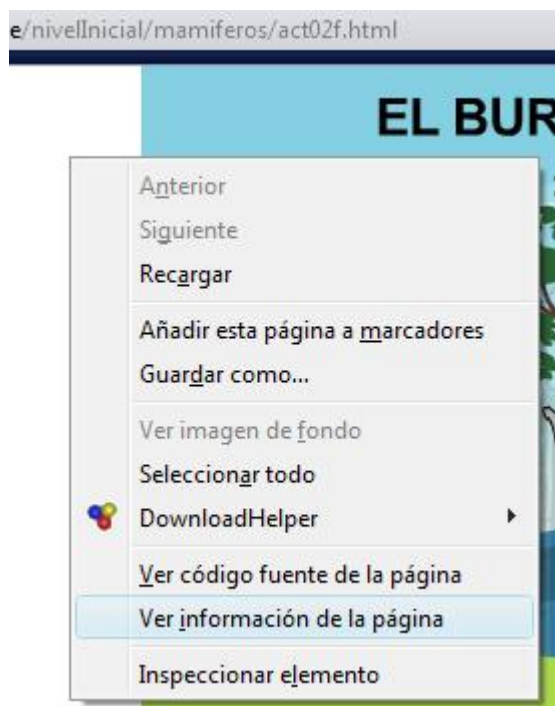 e/nivelInicial/mamiferos/act02f.html
EL BUR
Anterior
Siguiente
Recargar
Añadir esta página a marcadores
Guardar como...
Ver imagen de fondo
Seleccionar todo
DownloadHelper
Ver código fuente de la página
Ver información de la página
Inspeccionar elemento